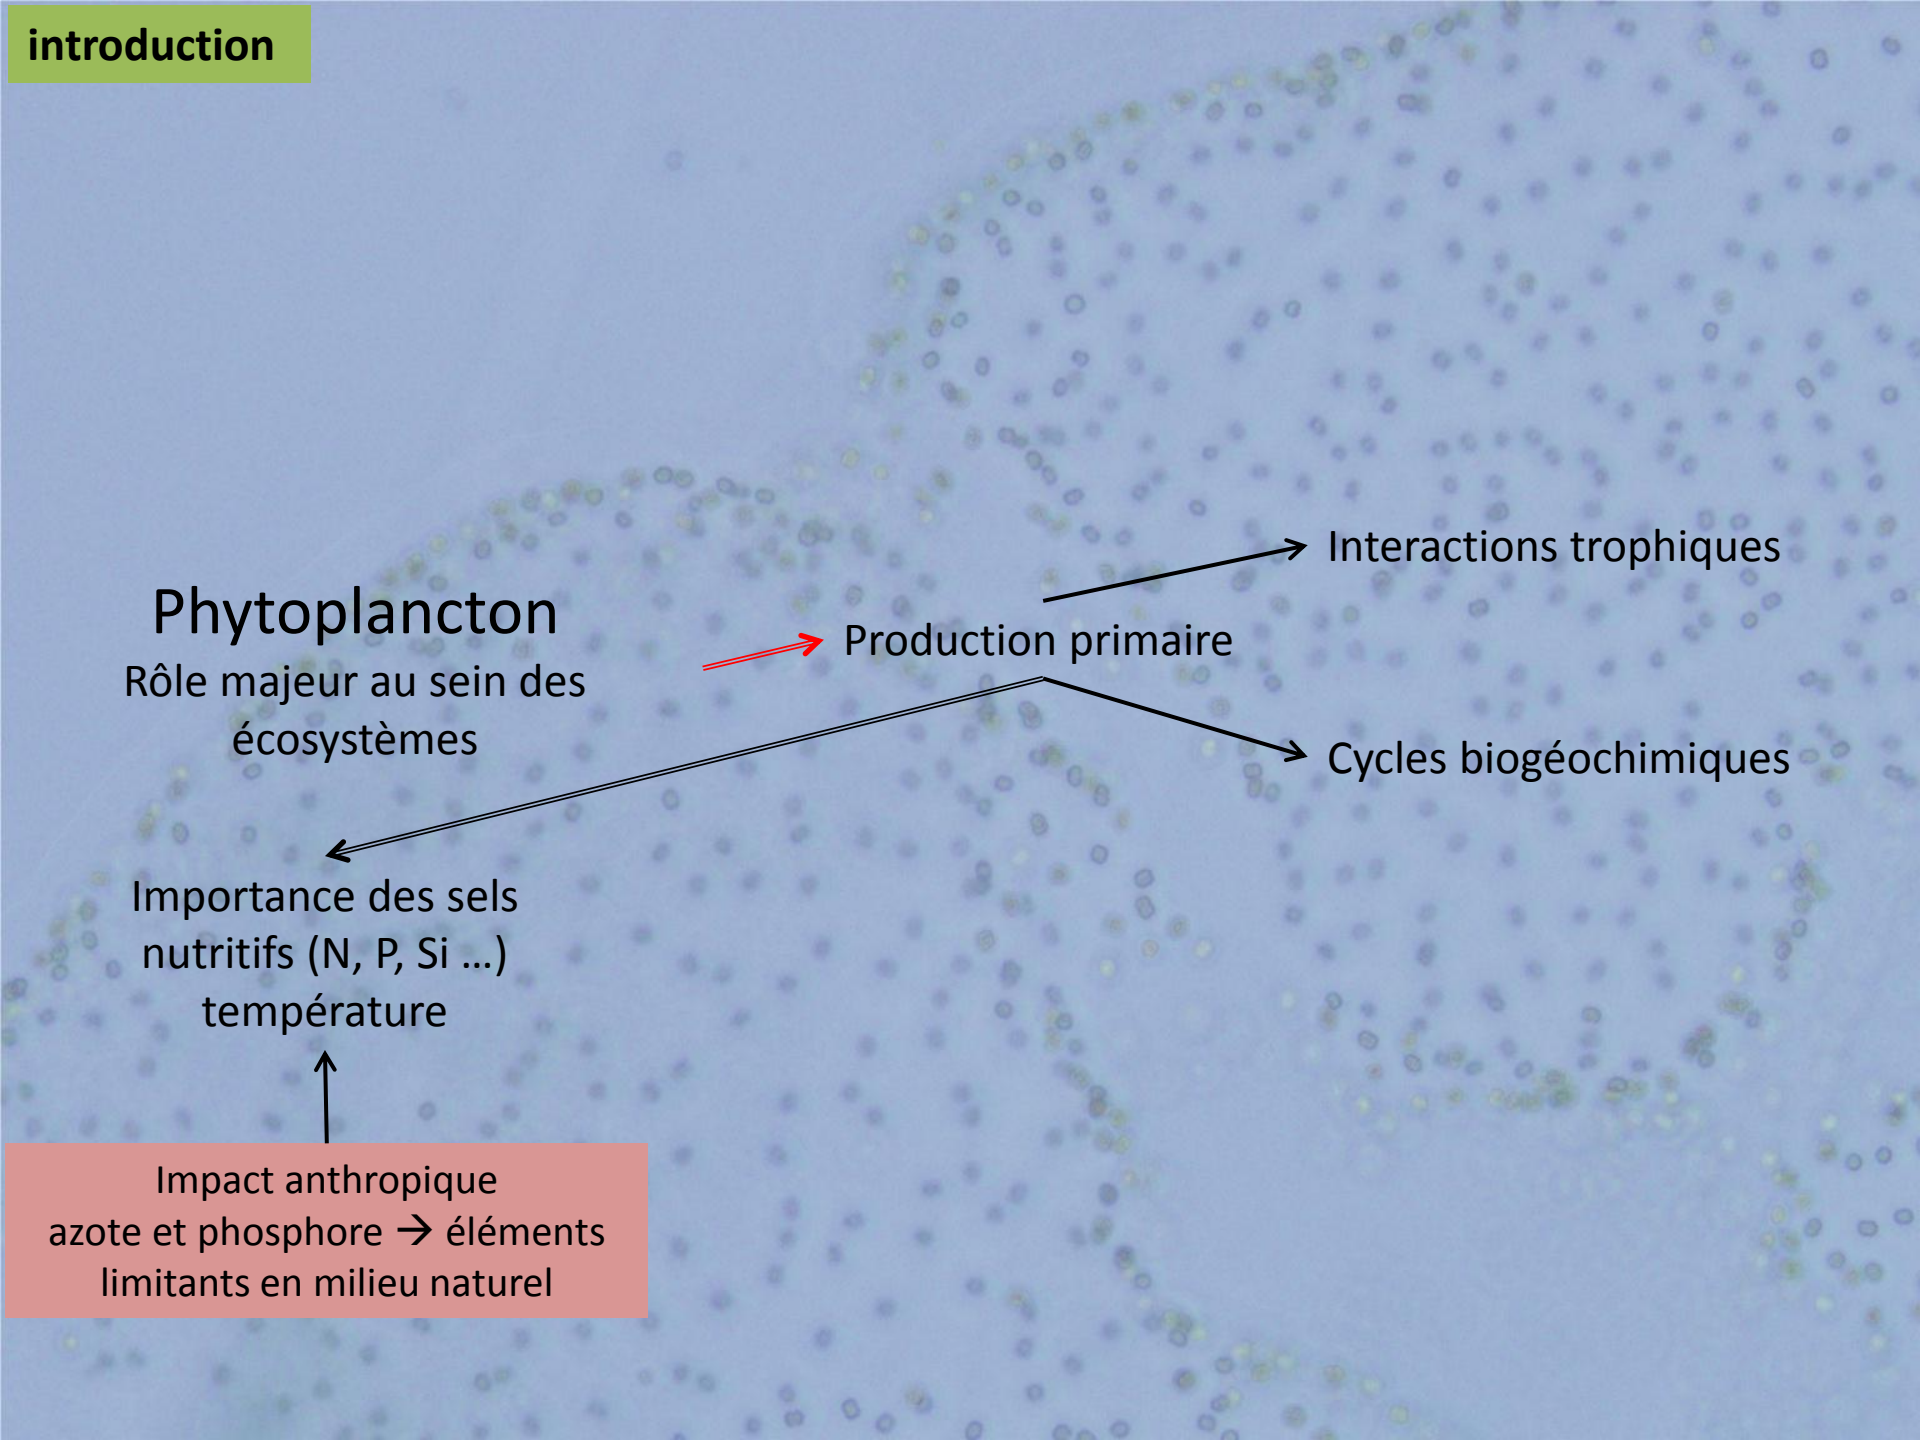 introduction
Phytoplancton
Rôle majeur au sein des
écosystèmes
Production primaire
Interactions trophiques
Cycles biogéochimiques
Importance des sels
nutritifs (N, P, Si ...)
température
Impact anthropique
azote et phosphore → éléments
limitants en milieu naturel